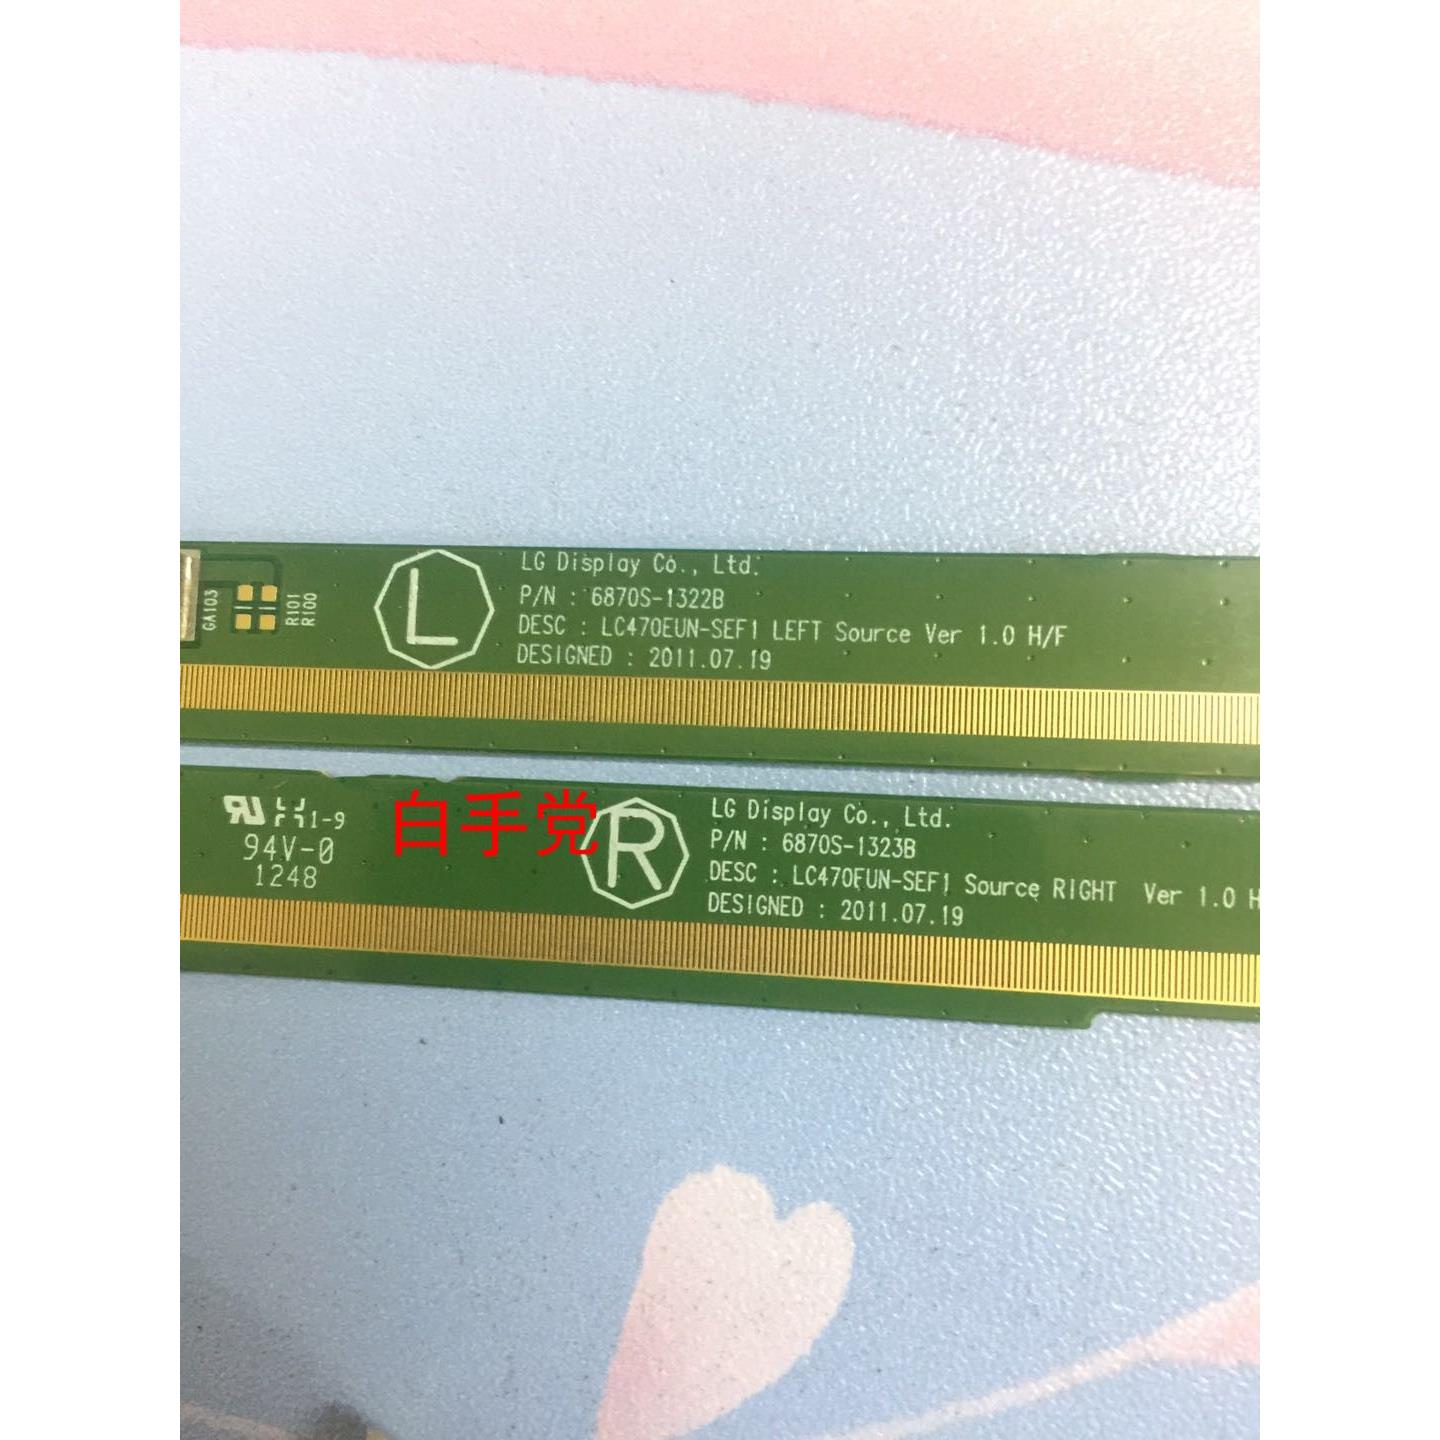 GA103
R101
R100
L
LG Display Co., Ltd.
P/N : 6870S-1322B
DESC : LC470EUN-SEF1 LEFT Source Ver 1.0 H/F
DESIGNED : 2011.07.19
1-9
94V-0
1248
白手党
R
LG Display Co., Ltd.
P/N : 6870S-1323B
DESC : LC470EUN-SEF1 Source RIGHT Ver 1.0 H
DESIGNED : 2011.07.19